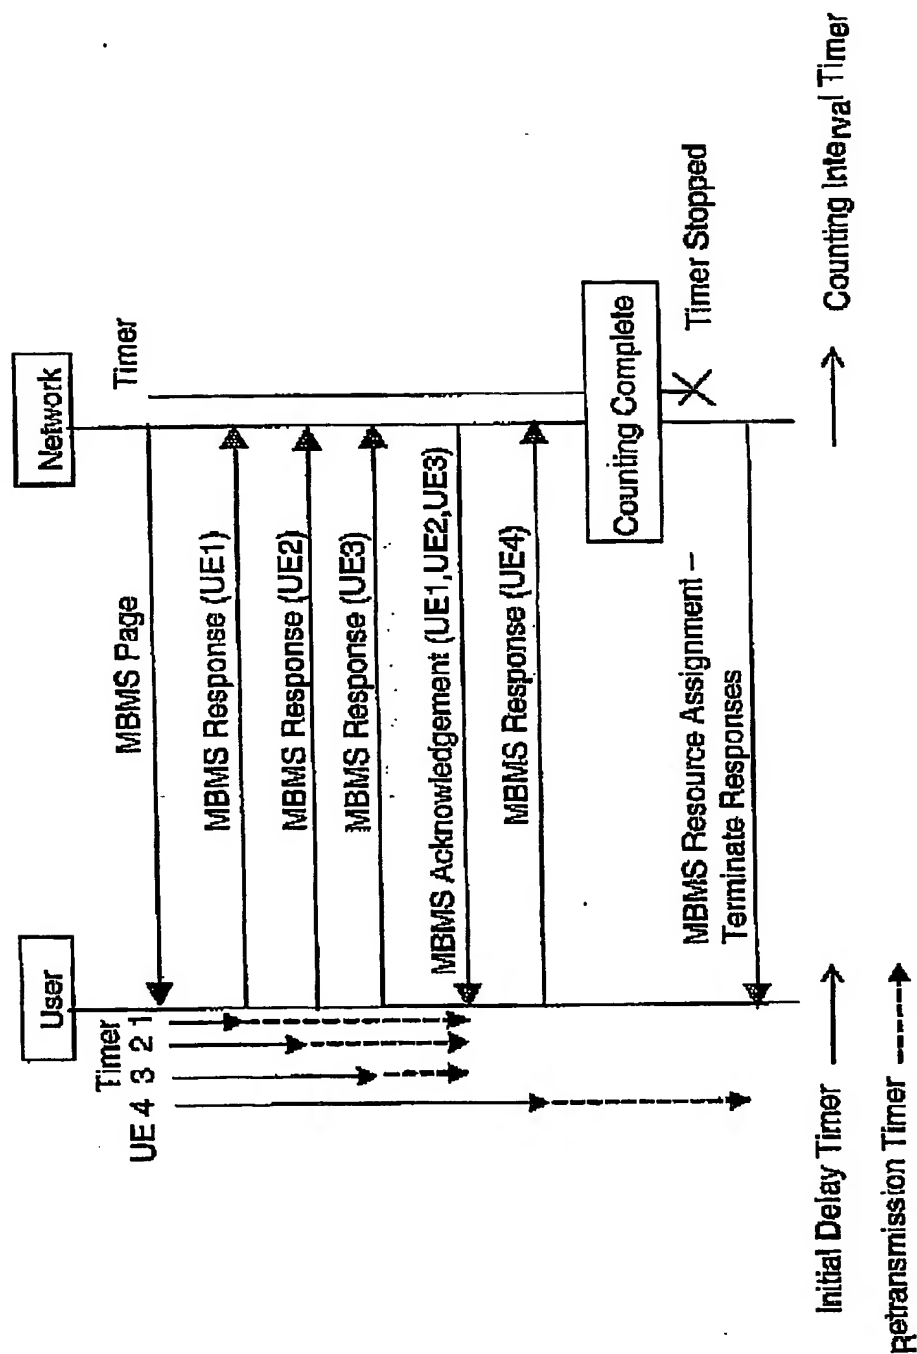 User
Network
Timer
UE 4 3 2 1
Timer
MBMS Page
MBMS Response (UE1)
MBMS Response (UE2)
MBMS Response (UE3)
MBMS Acknowledgement (UE1,UE2,UE3)
MBMS Response (UE4)
Counting Complete
Timer Stopped
MBMS Resource Assignment –
Terminate Responses
Initial Delay Timer
Counting Interval Timer
Retransmission Timer